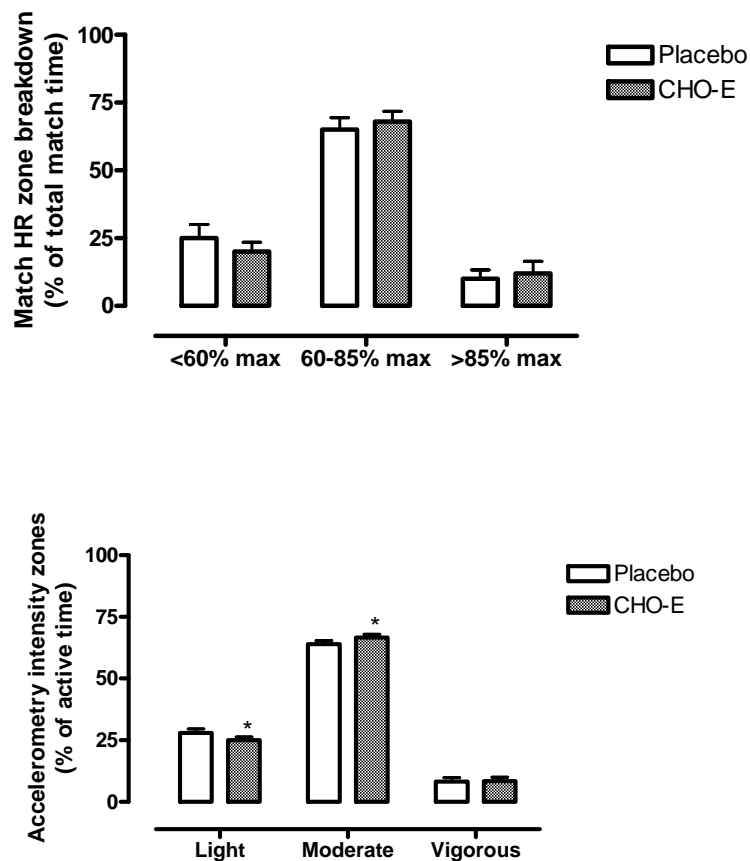 Match HR zone breakdown
(% of total match time)
100
75
50
25
0
<60% max
60-85% max
>85% max
Placebo
CHO-E
Accelerometry intensity zones
(% of active time)
100
75
50
25
0
*
*
Light
Moderate
Vigorous
Placebo
CHO-E